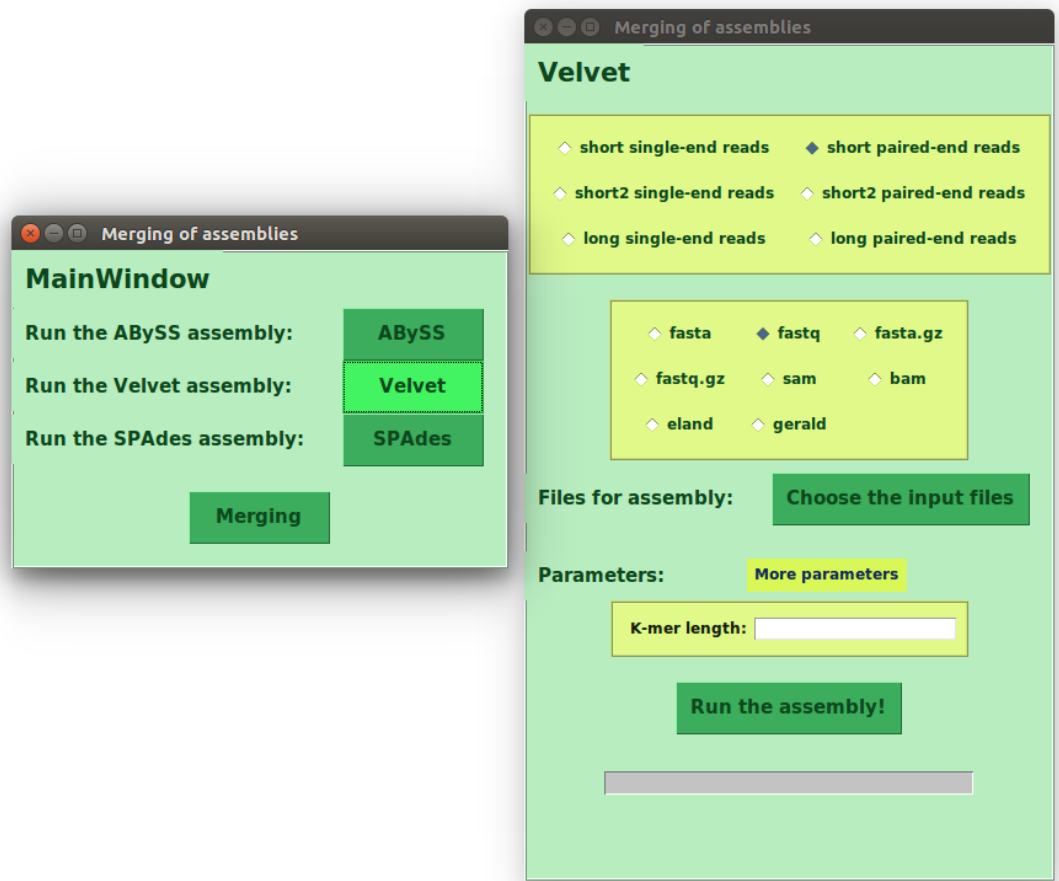 Merging of assemblies
MainWindow
Run the ABySS assembly: ABySS
Run the Velvet assembly: Velvet
Run the SPAdes assembly: SPAdes
Merging
Merging of assemblies
Velvet
short single-end reads short paired-end reads
short2 single-end reads short2 paired-end reads
long single-end reads long paired-end reads
fasta fastq fasta.gz
fastq.gz sam bam
eland gerald
Files for assembly: Choose the input files
Parameters: More parameters
K-mer length:
Run the assembly!